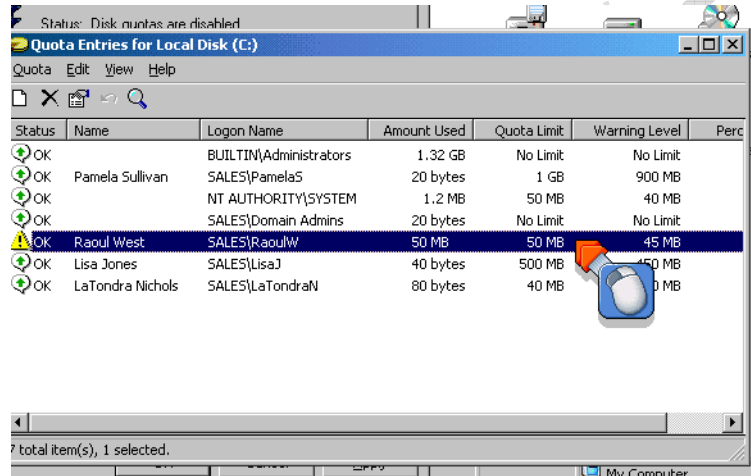 Status: Disk quotas are disabled
Quota Entries for Local Disk (C:)
Quota Edit View Help
Status Name Logon Name Amount Used Quota Limit Warning Level Perc
OK BUILTIN\Administrators 1.32 GB No Limit No Limit
OK Pamela Sullivan SALES\PamelaS 20 bytes 1 GB 900 MB
OK NT AUTHORITY\SYSTEM 1.2 MB 50 MB 40 MB
OK SALES\Domain Admins 20 bytes No Limit No Limit
OK Raoul West SALES\RaoulW 50 MB 50 MB 45 MB
OK Lisa Jones SALES\LisaJ 40 bytes 500 MB 450 MB
OK LaTondra Nichols SALES\LaTondraN 80 bytes 40 MB MB
7 total item(s), 1 selected.
My Computer